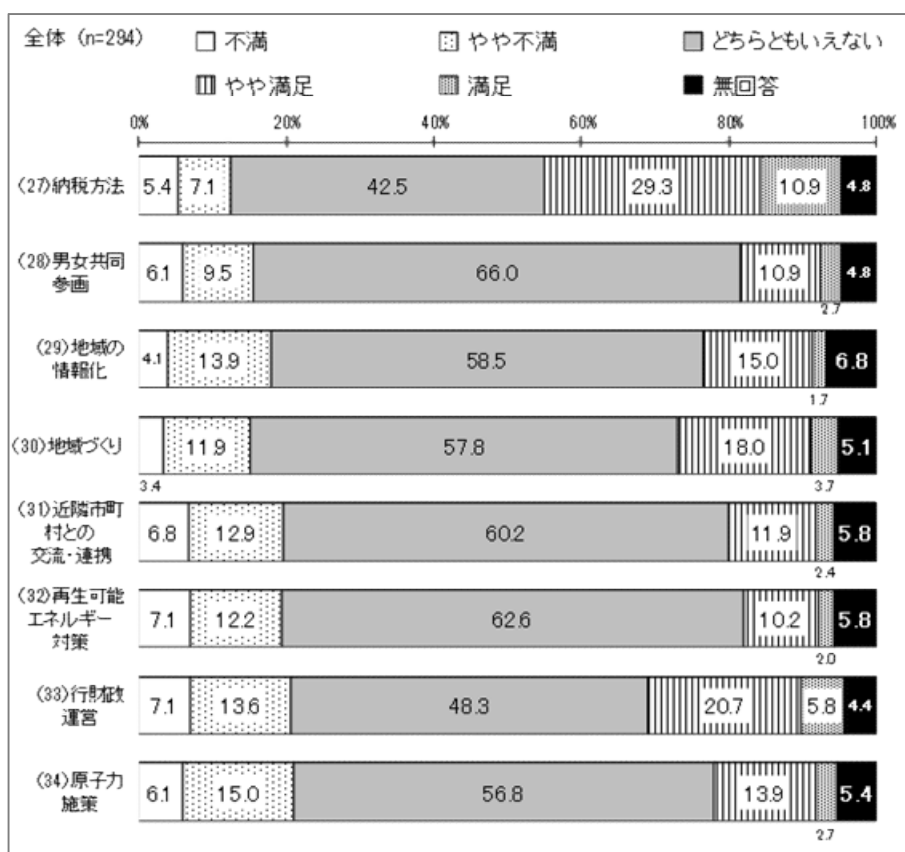 全体 (n=294)
不満
やや不満
どちらともいえない
やや満足
満足
無回答
0% 20% 40% 60% 80% 100%
(27)納税方法
5.4 7.1 42.5 29.3 10.9 4.8
(28)男女共同
参画
6.1 9.5 66.0 10.9 4.8
2.7
(29)地域の
情報化
4.1 13.9 58.5 15.0 6.8
1.7
(30)地域づくり
11.9 57.8 18.0 5.1
3.4 3.7
(31)近隣市町
村との
交流・連携
6.8 12.9 60.2 11.9 5.8
2.4
(32)再生可能
エネルギー
対策
7.1 12.2 62.6 10.2 5.8
2.0
(33)行財政
運営
7.1 13.6 48.3 20.7 5.8 4.4
(34)原子力
施策
6.1 15.0 56.8 13.9 5.4
2.7